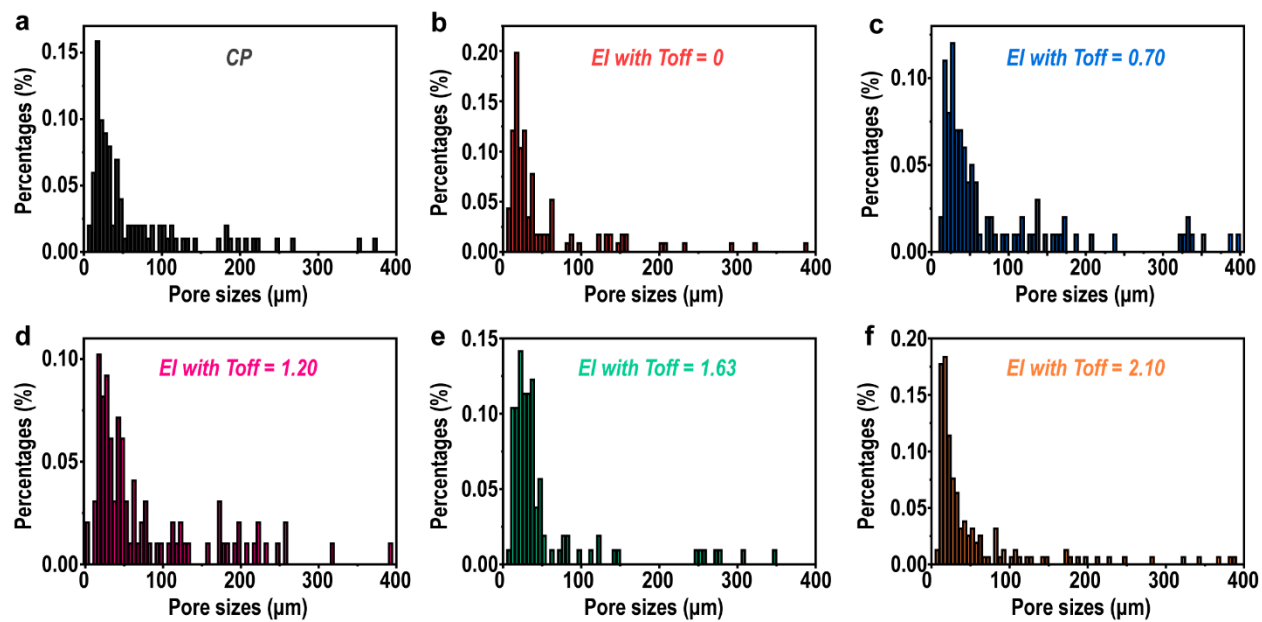 a
CP
Percentages (%)
0.15
0.10
0.05
0.00
0
100
200
300
400
Pore sizes (μm)
b
EI with Toff = 0
Percentages (%)
0.20
0.15
0.10
0.05
0.00
0
100
200
300
400
Pore sizes (μm)
c
EI with Toff = 0.70
Percentages (%)
0.10
0.05
0.00
0
100
200
300
400
Pore sizes (μm)
d
EI with Toff = 1.20
Percentages (%)
0.10
0.05
0.00
0
100
200
300
400
Pore sizes (μm)
e
EI with Toff = 1.63
Percentages (%)
0.15
0.10
0.05
0.00
0
100
200
300
400
Pore sizes (μm)
f
EI with Toff = 2.10
Percentages (%)
0.20
0.15
0.10
0.05
0.00
0
100
200
300
400
Pore sizes (μm)